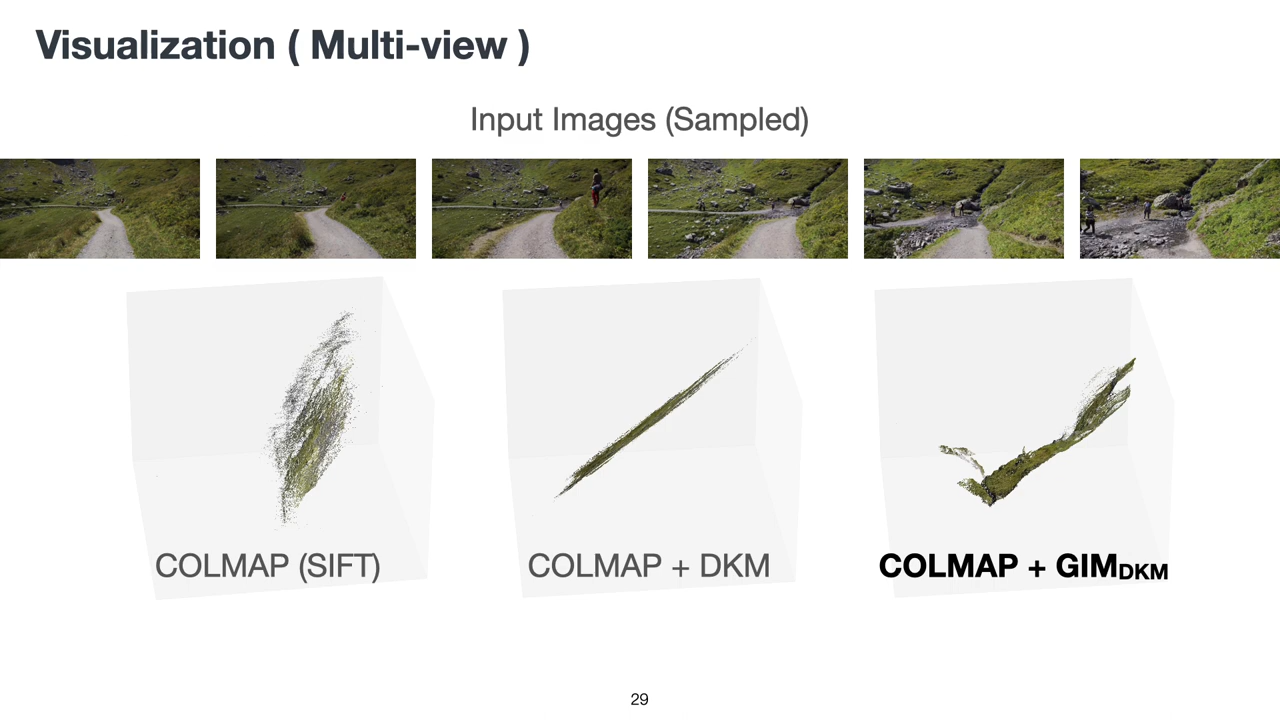 Visualization ( Multi-view )
Input Images (Sampled)
COLMAP (SIFT)
COLMAP + DKM
COLMAP + GIMDKM
29